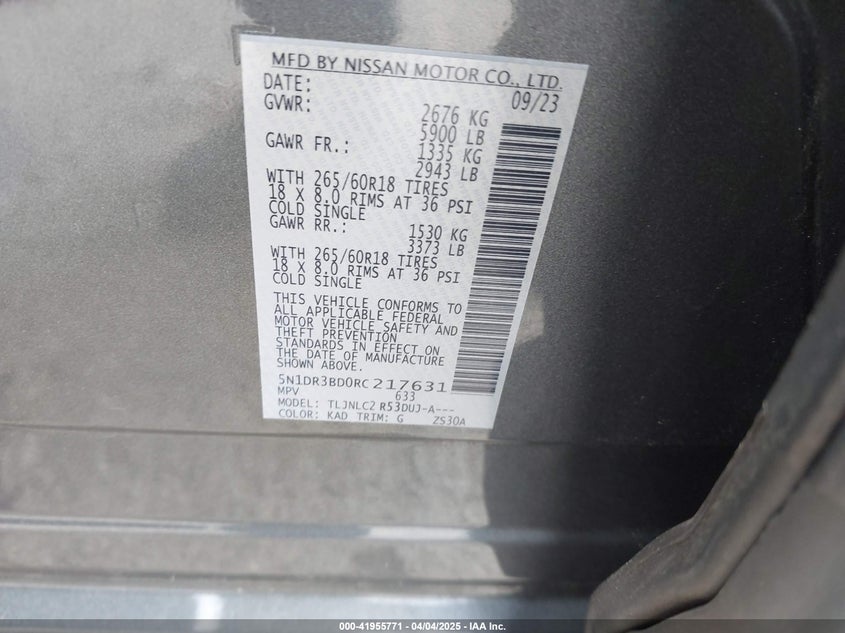 MFD BY NISSAN MOTOR CO., LTD.
DATE: 09/23
GVWR: 2676 KG
5900 LB
GAWR FR.: 1335 KG
2943 LB
WITH 265/60R18 TIRES
18 X 8.0 RIMS AT 36 PSI
COLD SINGLE
GAWR RR.: 1530 KG
3373 LB
WITH 265/60R18 TIRES
18 X 8.0 RIMS AT 36 PSI
COLD SINGLE
THIS VEHICLE CONFORMS TO
ALL APPLICABLE FEDERAL
MOTOR VEHICLE SAFETY AND
THEFT PREVENTION
STANDARDS IN EFFECT ON
THE DATE OF MANUFACTURE
SHOWN ABOVE.
5N1DR3BD0RC217631
MPV 633
MODEL: TLJNLC2 R53DUJ-A---
COLOR: KAD TRIM: G ZS30A
000-41955771 - 04/04/2025 - IAA Inc.